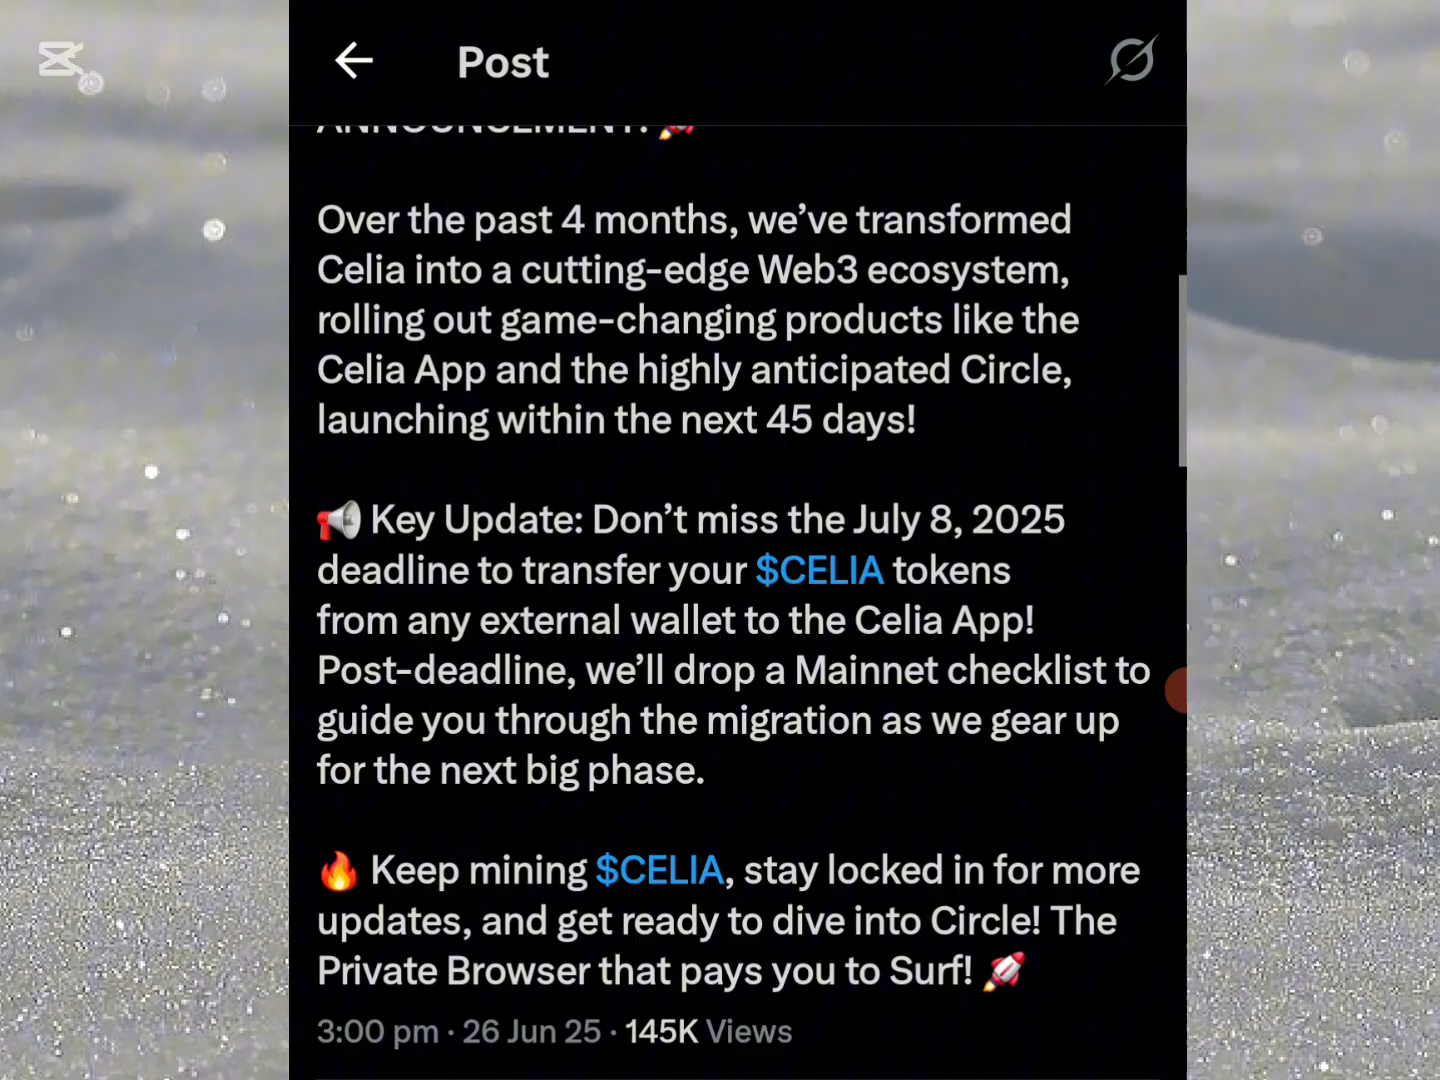 Post
ANNOUNCEMENT! 🚀
Over the past 4 months, we’ve transformed
Celia into a cutting-edge Web3 ecosystem,
rolling out game-changing products like the
Celia App and the highly anticipated Circle,
launching within the next 45 days!
📢 Key Update: Don’t miss the July 8, 2025
deadline to transfer your $CELIA tokens
from any external wallet to the Celia App!
Post-deadline, we’ll drop a Mainnet checklist to
guide you through the migration as we gear up
for the next big phase.
🔥 Keep mining $CELIA, stay locked in for more
updates, and get ready to dive into Circle! The
Private Browser that pays you to Surf! 🚀
3:00 pm · 26 Jun 25 · 145K Views